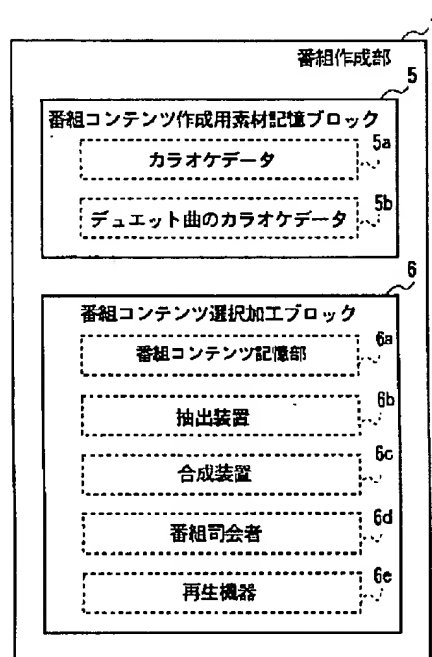 番組作成部
5
番組コンテンツ作成用素材記憶ブロック
5a
カラオケデータ
5b
デュエット曲のカラオケデータ
6
番組コンテンツ選択加工ブロック
6a
番組コンテンツ記憶部
6b
抽出装置
6c
合成装置
6d
番組司会者
6e
再生機器